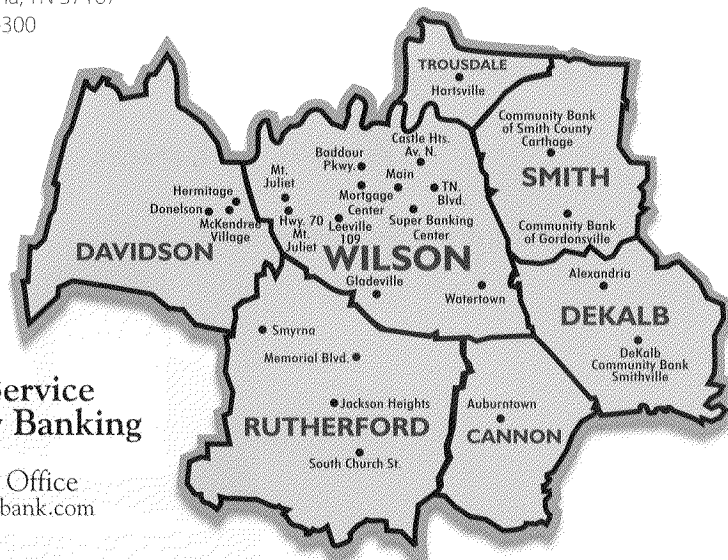 TN 37167
300
TROUSDALE
Hartsville
Community Bank
of Smith County
Carthage
SMITH
Community Bank
of Gordonsville
Castle Hts.
Av. N.
Baddour
Pkwy.
Main
TN.
Blvd.
Mt.
Juliet
Mortgage
Center
Hwy. 70
Mt.
Juliet
Leeville
109
Super Banking
Center
WILSON
Gladeville
Watertown
Hermitage
Donelson
McKendree
Village
DAVIDSON
Alexandria
DEKALB
DeKalb
Community Bank
Smithville
Smyrna
Memorial Blvd.
Jackson Heights
RUTHERFORD
South Church St.
Auburntown
CANNON
Service
Banking
Office
bank.com